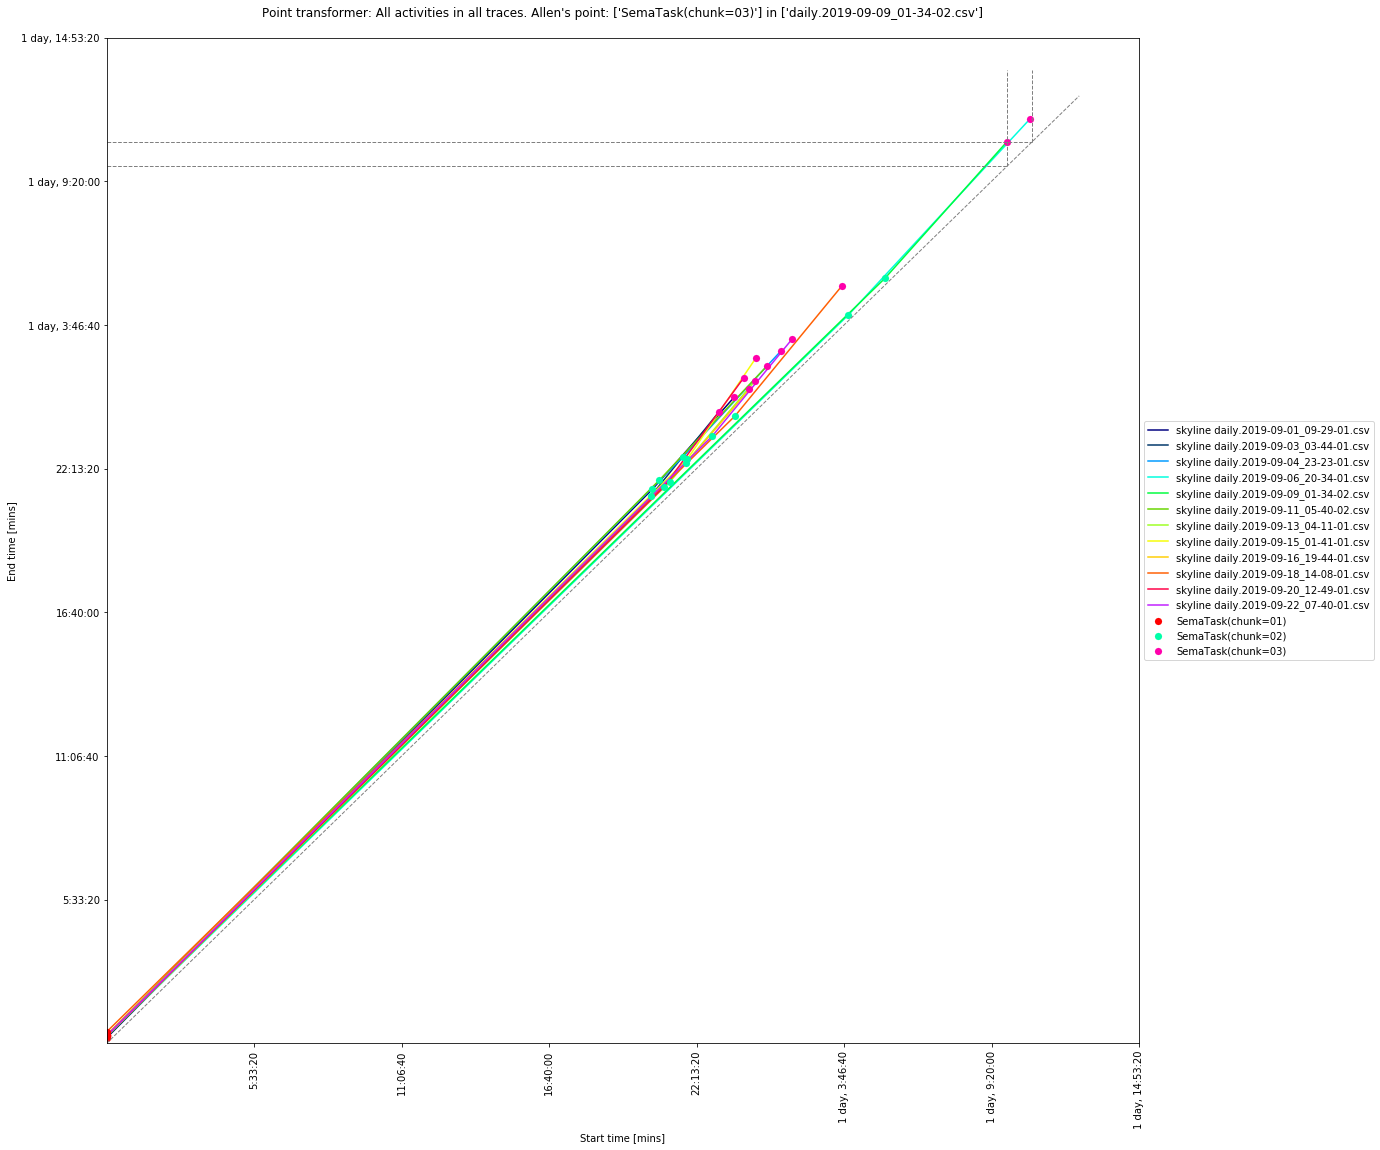 Point transformer: All activities in all traces. Allen's point: ['SemaTask(chunk=03)'] in ['daily.2019-09-09_01-34-02.csv']
1 day, 14:53:20
1 day, 9:20:00
1 day, 3:46:40
22:13:20
16:40:00
11:06:40
5:33:20
End time [mins]
5:33:20
11:06:40
16:40:00
22:13:20
1 day, 3:46:40
1 day, 9:20:00
1 day, 14:53:20
Start time [mins]
skyline daily.2019-09-01_09-29-01.csv
skyline daily.2019-09-03_03-44-01.csv
skyline daily.2019-09-04_23-23-01.csv
skyline daily.2019-09-06_20-34-01.csv
skyline daily.2019-09-09_01-34-02.csv
skyline daily.2019-09-11_05-40-02.csv
skyline daily.2019-09-13_04-11-01.csv
skyline daily.2019-09-15_01-41-01.csv
skyline daily.2019-09-16_19-44-01.csv
skyline daily.2019-09-18_14-08-01.csv
skyline daily.2019-09-20_12-49-01.csv
skyline daily.2019-09-22_07-40-01.csv
SemaTask(chunk=01)
SemaTask(chunk=02)
SemaTask(chunk=03)